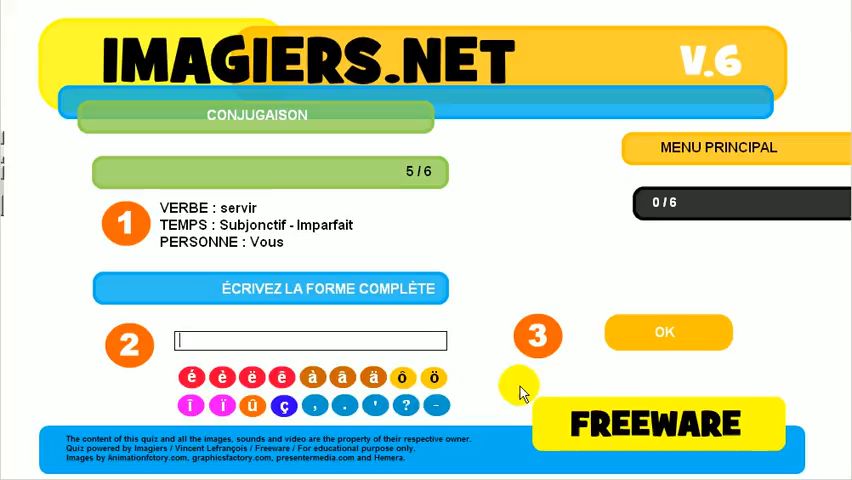 IMAGIERS.NET
V.6
CONJUGAISON
MENU PRINCIPAL
5 / 6
0 / 6
1
VERBE : servir
TEMPS : Subjonctif - Imparfait
PERSONNE : Vous
ÉCRIVEZ LA FORME COMPLÈTE
2
3
OK
é è ë ê à â ä ô ö
î ï û ç , . ' ? -
FREEWARE
The content of this quiz and all the images, sounds and video are the property of their respective owner.
Quiz powered by Imagiers / Vincent Lefrançois / Freeware / For educational purpose only.
Images by Animationfctory.com, graphicsfactory.com, presentermedia.com and Hemera.